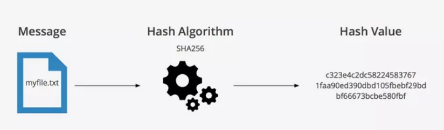 Message
Hash Algorithm
Hash Value
SHA256
myfile.txt
c323e4c2dc58224583767
1faa90ed390dbd105fbebf29bd
bf66673bcbe580fbf